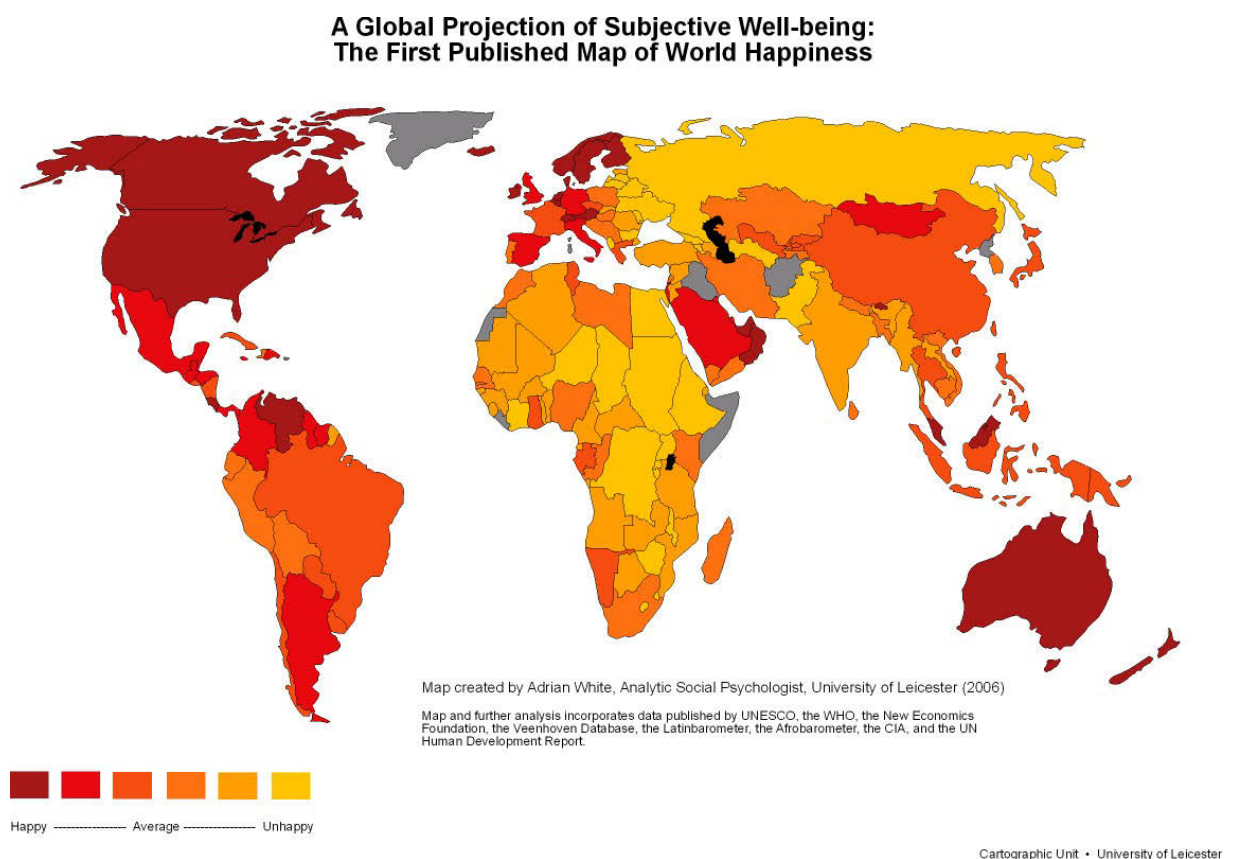 A Global Projection of Subjective Well-being:
The First Published Map of World Happiness
Map created by Adrian White, Analytic Social Psychologist, University of Leicester (2006)
Map and further analysis incorporates data published by UNESCO, the WHO, the New Economics
Foundation, the Veenhoven Database, the Latinbarometer, the Afrobarometer, the CIA, and the UN
Human Development Report.
Happy ----------------- Average ----------------- Unhappy
Cartographic Unit • University of Leicester